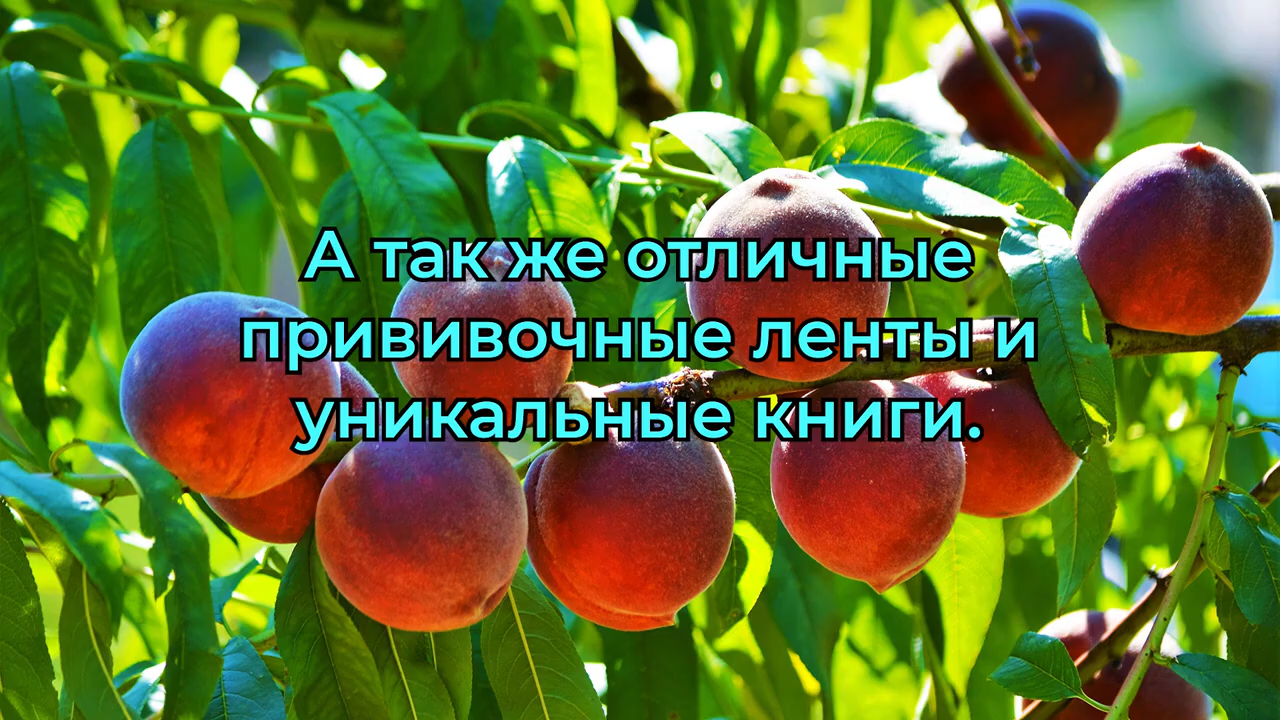 А так же отличные
прививочные ленты и
уникальные книги.